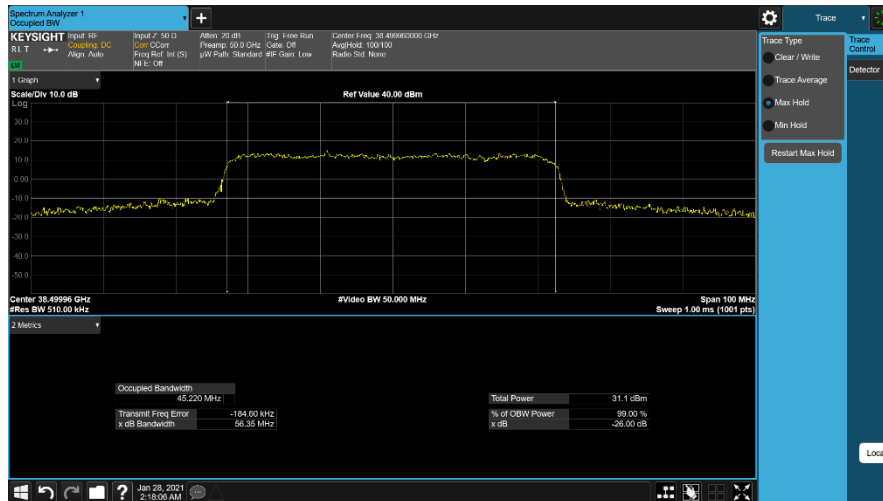 Spectrum Analyzer 1
Occupied BW
+
Trace
KEYSIGHT
R L T
Input: RF
Coupling: DC
Align: Auto
Input Z: 50 Ω
Corr CCorr
Freq Ref: Int (S)
NFE: Off
Atten: 20 dB
Preamp: 50.0 GHz
µW Path: Standard
Trig: Free Run
Gate: Off
#IF Gain: Low
Center Freq: 38.499960000 GHz
Avg|Hold: 100/100
Radio Std: None
Trace Type
Clear / Write
Trace Average
Max Hold
Min Hold
Restart Max Hold
Trace
Control
Detector
1 Graph
Scale/Div 10.0 dB
Ref Value 40.00 dBm
Log
30.0
20.0
10.0
0.00
-10.0
-20.0
-30.0
-40.0
-50.0
Center 38.49996 GHz
#Video BW 50.000 MHz
Span 100 MHz
#Res BW 510.00 kHz
Sweep 1.00 ms (1001 pts)
2 Metrics
Occupied Bandwidth
45.220 MHz
Total Power 31.1 dBm
Transmit Freq Error -184.60 kHz
% of OBW Power 99.00 %
x dB Bandwidth 56.35 MHz
x dB -26.00 dB
Loca
?
Jan 28, 2021
2:18:06 AM